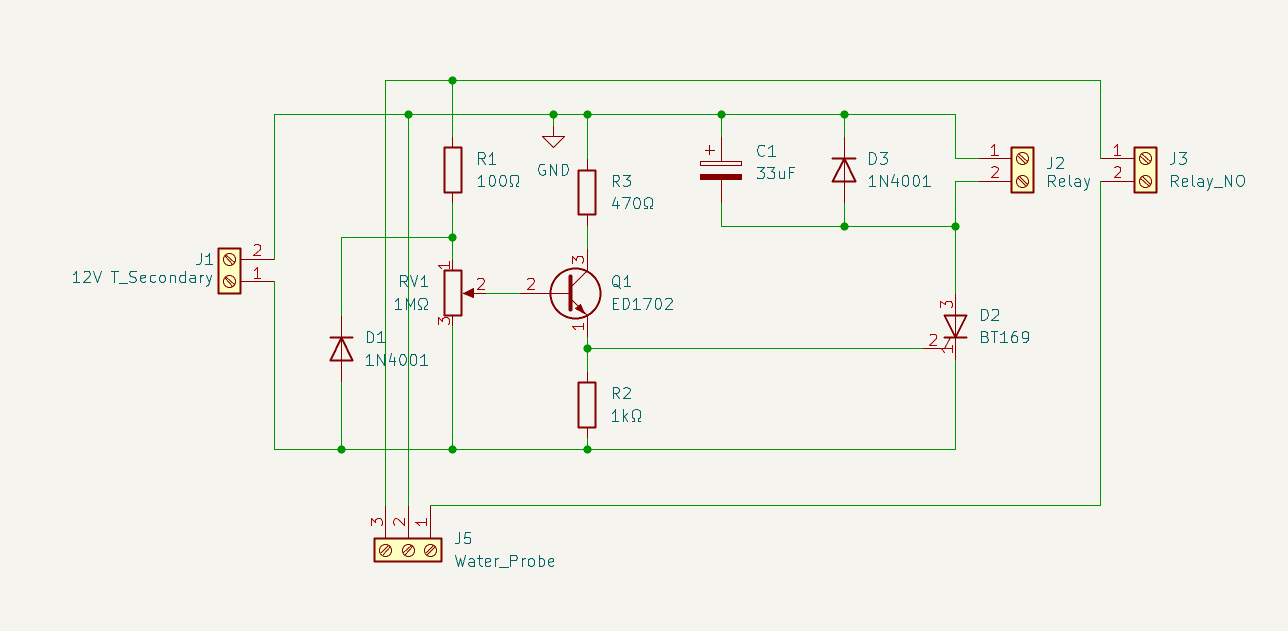 R1
100Ω
GND
R3
470Ω
+
C1
33uF
D3
1N4001
1
2
J2
Relay
1
2
J3
Relay_NO
J1
12V T_Secondary
2
1
RV1
1MΩ
1
2
3
2
3
1
Q1
ED1702
D1
1N4001
3
2
1
D2
BT169
R2
1kΩ
3
2
1
J5
Water_Probe